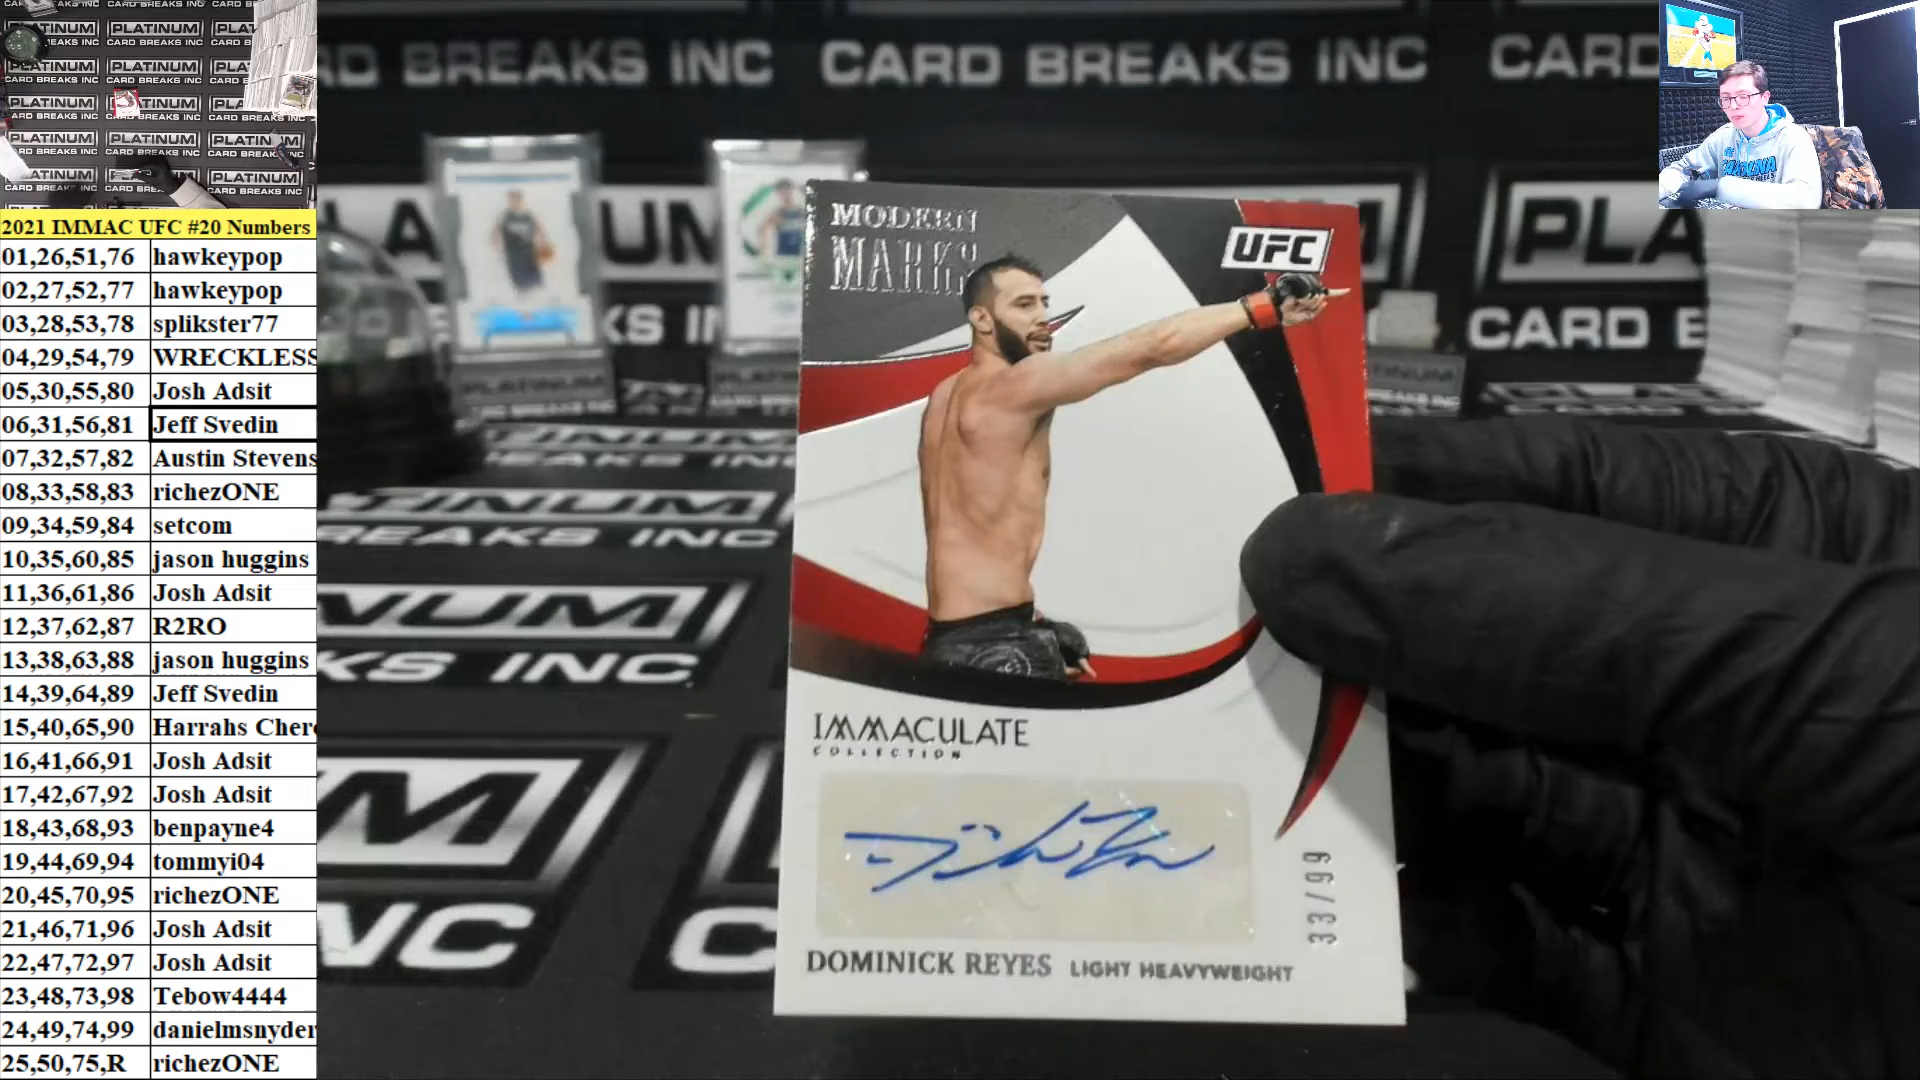 2021 IMMAC UFC #20 Numbers
01,26,51,76 hawkeypop
02,27,52,77 hawkeypop
03,28,53,78 splikster77
04,29,54,79 WRECKLESS
05,30,55,80 Josh Adsit
06,31,56,81 Jeff Svedin
07,32,57,82 Austin Stevens
08,33,58,83 richezONE
09,34,59,84 setcom
10,35,60,85 jason huggins
11,36,61,86 Josh Adsit
12,37,62,87 R2RO
13,38,63,88 jason huggins
14,39,64,89 Jeff Svedin
15,40,65,90 Harrahs Cher
16,41,66,91 Josh Adsit
17,42,67,92 Josh Adsit
18,43,68,93 benpayne4
19,44,69,94 tommyi04
20,45,70,95 richezONE
21,46,71,96 Josh Adsit
22,47,72,97 Josh Adsit
23,48,73,98 Tebow4444
24,49,74,99 danielmsnyder
25,50,75,R richezONE
PLATINUM
CARD BREAKS INC
CARD BREAKS INC
MODERN
MARKS
UFC
IMMACULATE
COLLECTION
33/99
DOMINICK REYES LIGHT HEAVYWEIGHT